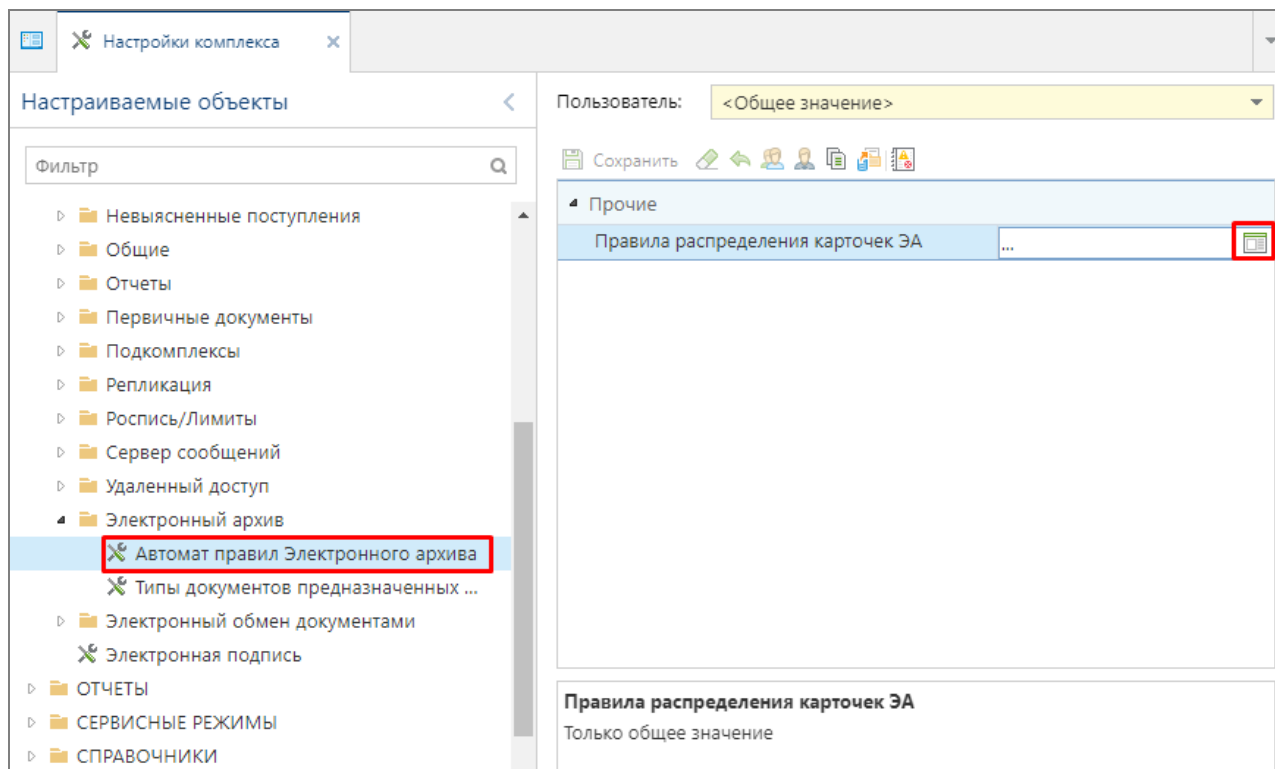 Настройки комплекса
Настраиваемые объекты
Фильтр
Невыясненные поступления
Общие
Отчеты
Первичные документы
Подкомплексы
Репликация
Роспись/Лимиты
Сервер сообщений
Удаленный доступ
Электронный архив
Автомат правил Электронного архива
Типы документов предназначенных ...
Электронный обмен документами
Электронная подпись
ОТЧЕТЫ
СЕРВИСНЫЕ РЕЖИМЫ
СПРАВОЧНИКИ
Пользователь: <Общее значение>
Сохранить
Прочие
Правила распределения карточек ЭА ...
Правила распределения карточек ЭА
Только общее значение